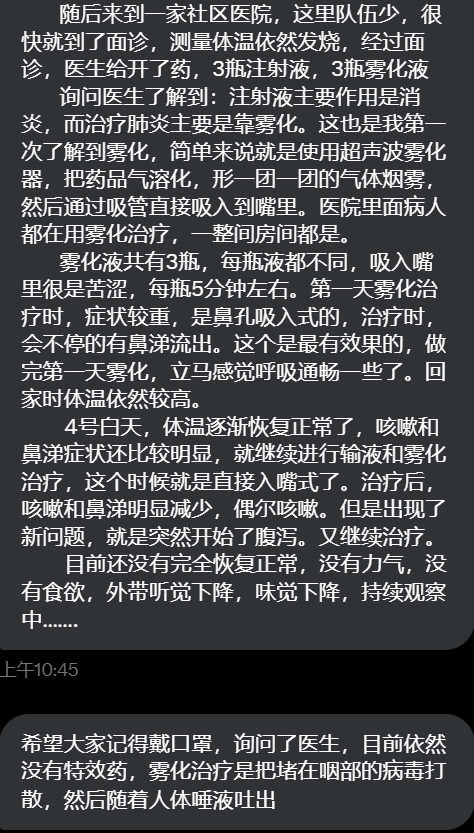 随后来到一家社区医院，这里队伍少，很
快就到了面诊，测量体温依然发烧，经过面
诊，医生给开了药，3瓶注射液，3瓶雾化液
询问医生了解到：注射液主要作用是消
炎，而治疗肺炎主要是靠雾化。这也是我第一
次了解到雾化，简单来说就是使用超声波雾化
器，把药品气溶化，形一团一团的气体烟雾，
然后通过吸管直接吸入到嘴里。医院里面病人
都在用雾化治疗，一整间房间都是。
雾化液共有3瓶，每瓶液都不同，吸入嘴
里很是苦涩，每瓶5分钟左右。第一天雾化治
疗时，症状较重，是鼻孔吸入式的，治疗时，
会不停的有鼻涕流出。这个是最有效果的，做
完第一天雾化，立马感觉呼吸通畅一些了。回
家时体温依然较高。
4号白天，体温逐渐恢复正常了，咳嗽和
鼻涕症状还比较明显，就继续进行输液和雾化
治疗，这个时候就是直接入嘴式了。治疗后，
咳嗽和鼻涕明显减少，偶尔咳嗽。但是出现了
新问题，就是突然开始了腹泻。又继续治疗。
目前还没有完全恢复正常，没有力气，没
有食欲，外带听觉下降，味觉下降，持续观察
中.......
上午10:45
希望大家记得戴口罩，询问了医生，目前依然
没有特效药，雾化治疗是把堵在咽部的病毒打
散，然后随着人体唾液吐出